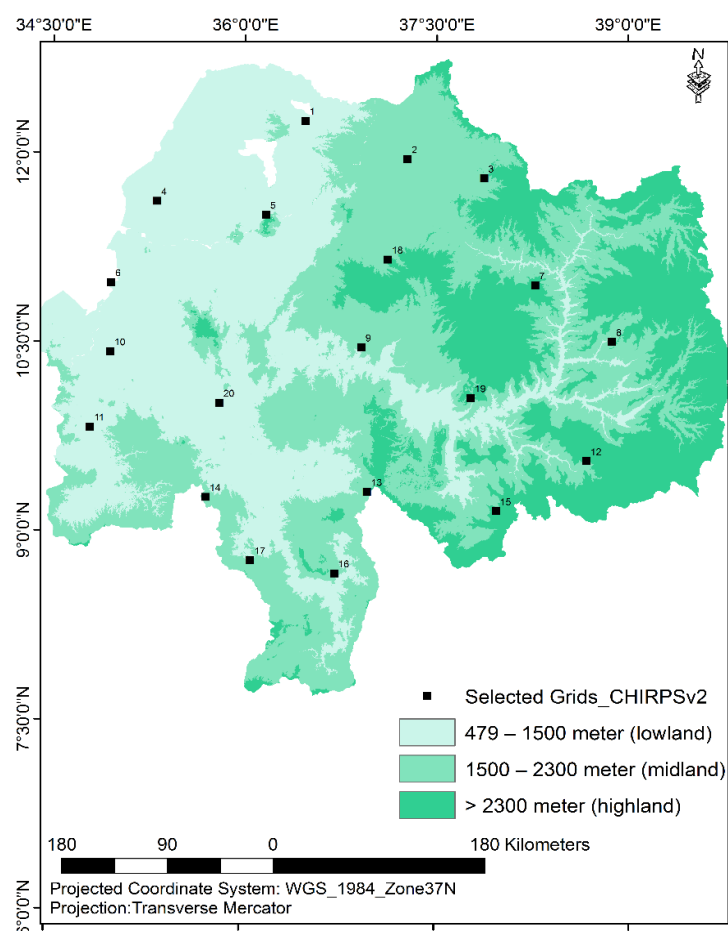 34°30'0"E 36°0'0"E 37°30'0"E 39°0'0"E
N
12°0'0"N
10°30'0"N
9°0'0"N
7°30'0"N
6°0'0"N
1
2
3
4
5
18
6
7
10
9
8
20
19
11
12
14
13
15
17
16
Selected Grids_CHIRPSv2
479 – 1500 meter (lowland)
1500 – 2300 meter (midland)
> 2300 meter (highland)
180 90 0 180 Kilometers
Projected Coordinate System: WGS_1984_Zone37N
Projection:Transverse Mercator